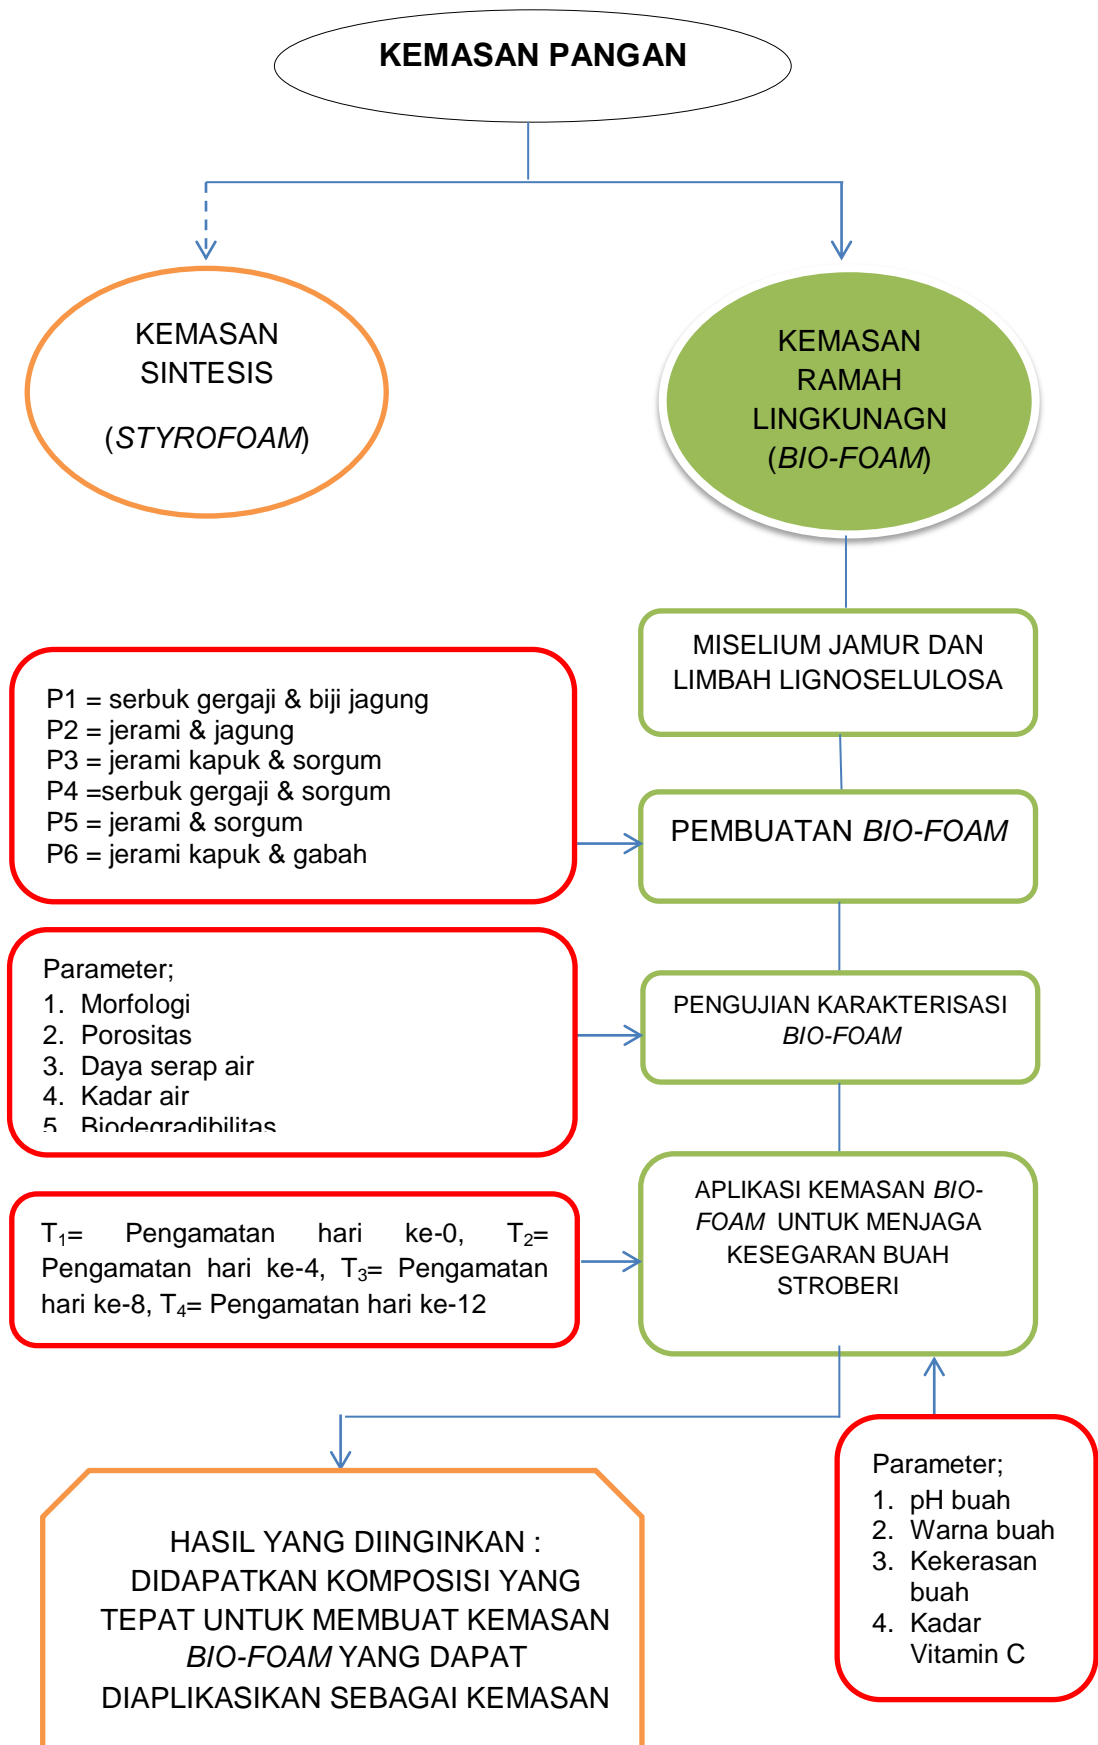 KEMASAN PANGAN
KEMASAN
SINTESIS
(STYROFOAM)
KEMASAN
RAMAH
LINGKUNAGN
(BIO-FOAM)
MISELIUM JAMUR DAN
LIMBAH LIGNOSELULOSA
P1 = serbuk gergaji & biji jagung
P2 = jerami & jagung
P3 = jerami kapuk & sorgum
P4 =serbuk gergaji & sorgum
P5 = jerami & sorgum
P6 = jerami kapuk & gabah
PEMBUATAN BIO-FOAM
Parameter;
1. Morfologi
2. Porositas
3. Daya serap air
4. Kadar air
5. Biodegradibilitas
PENGUJIAN KARAKTERISASI
BIO-FOAM
T₁= Pengamatan hari ke-0, T₂=
Pengamatan hari ke-4, T₃= Pengamatan
hari ke-8, T₄= Pengamatan hari ke-12
APLIKASI KEMASAN BIO-
FOAM UNTUK MENJAGA
KESEGARAN BUAH
STROBERI
Parameter;
1. pH buah
2. Warna buah
3. Kekerasan
buah
4. Kadar
Vitamin C
HASIL YANG DIINGINKAN :
DIDAPATKAN KOMPOSISI YANG
TEPAT UNTUK MEMBUAT KEMASAN
BIO-FOAM YANG DAPAT
DIAPLIKASIKAN SEBAGAI KEMASAN